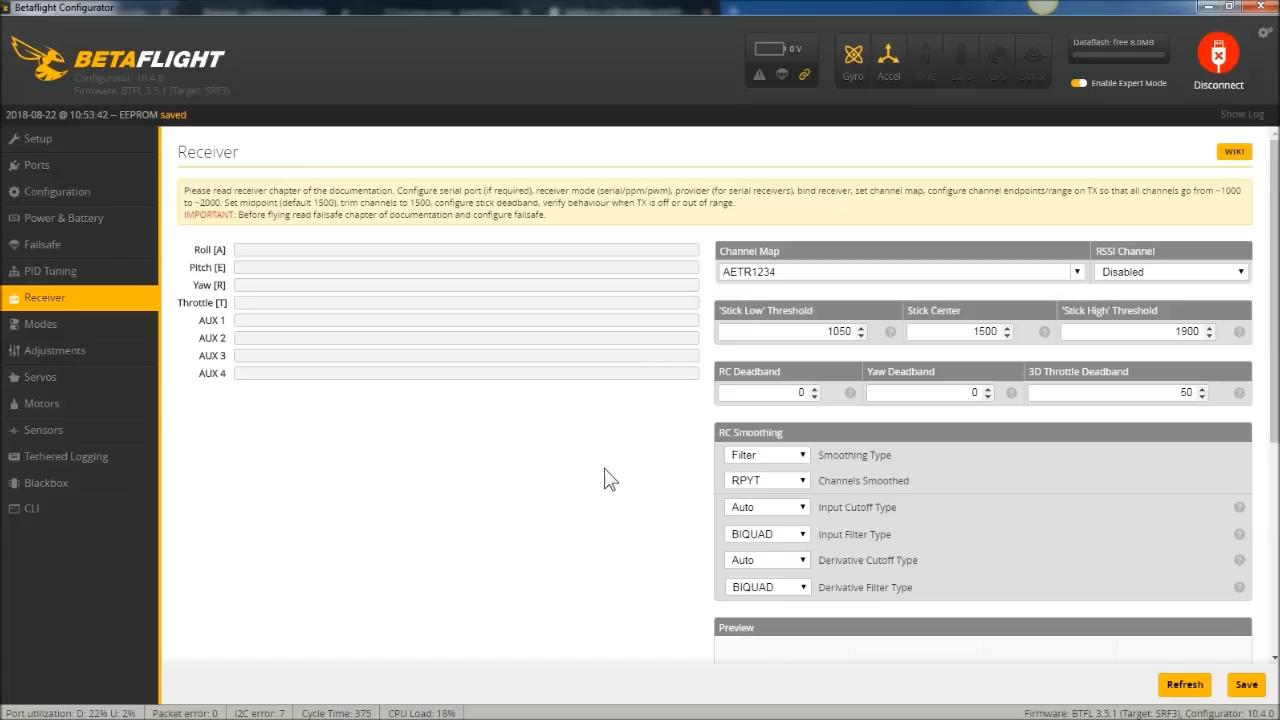 Betaflight Configurator
BETAFLIGHT
Configurator: 10.4.0
Firmware: BTFL 3.5.1 (Target: SRF3)
0 V
Gyro
Accel
Dataflash: free 8.0MB
Enable Expert Mode
Disconnect
2018-08-22 @ 10:53:42 -- EEPROM saved
Show Log
Setup
Ports
Configuration
Power & Battery
Failsafe
PID Tuning
Receiver
Modes
Adjustments
Servos
Motors
Sensors
Tethered Logging
Blackbox
CLI
Receiver
WIKI
Please read receiver chapter of the documentation. Configure serial port (if required), receiver mode (serial/ppm/pwm), provider (for serial receivers), bind receiver, set channel map, configure channel endpoints/range on TX so that all channels go from ~1000
to ~2000. Set midpoint (default 1500), trim channels to 1500, configure stick deadband, verify behaviour when TX is off or out of range.
IMPORTANT: Before flying read failsafe chapter of documentation and configure failsafe.
Roll [A]
Pitch [E]
Yaw [R]
Throttle [T]
AUX 1
AUX 2
AUX 3
AUX 4
Channel Map
RSSI Channel
AETR1234
Disabled
'Stick Low' Threshold
Stick Center
'Stick High' Threshold
1050
1500
1900
RC Deadband
Yaw Deadband
3D Throttle Deadband
0
0
50
RC Smoothing
Filter Smoothing Type
RPYT Channels Smoothed
Auto Input Cutoff Type
BIQUAD Input Filter Type
Auto Derivative Cutoff Type
BIQUAD Derivative Filter Type
Preview
Refresh
Save
Port utilization: D: 22% U: 2%
Packet error: 0
I2C error: 7
Cycle Time: 375
CPU Load: 16%
Firmware: BTFL 3.5.1 (Target: SRF3), Configurator: 10.4.0